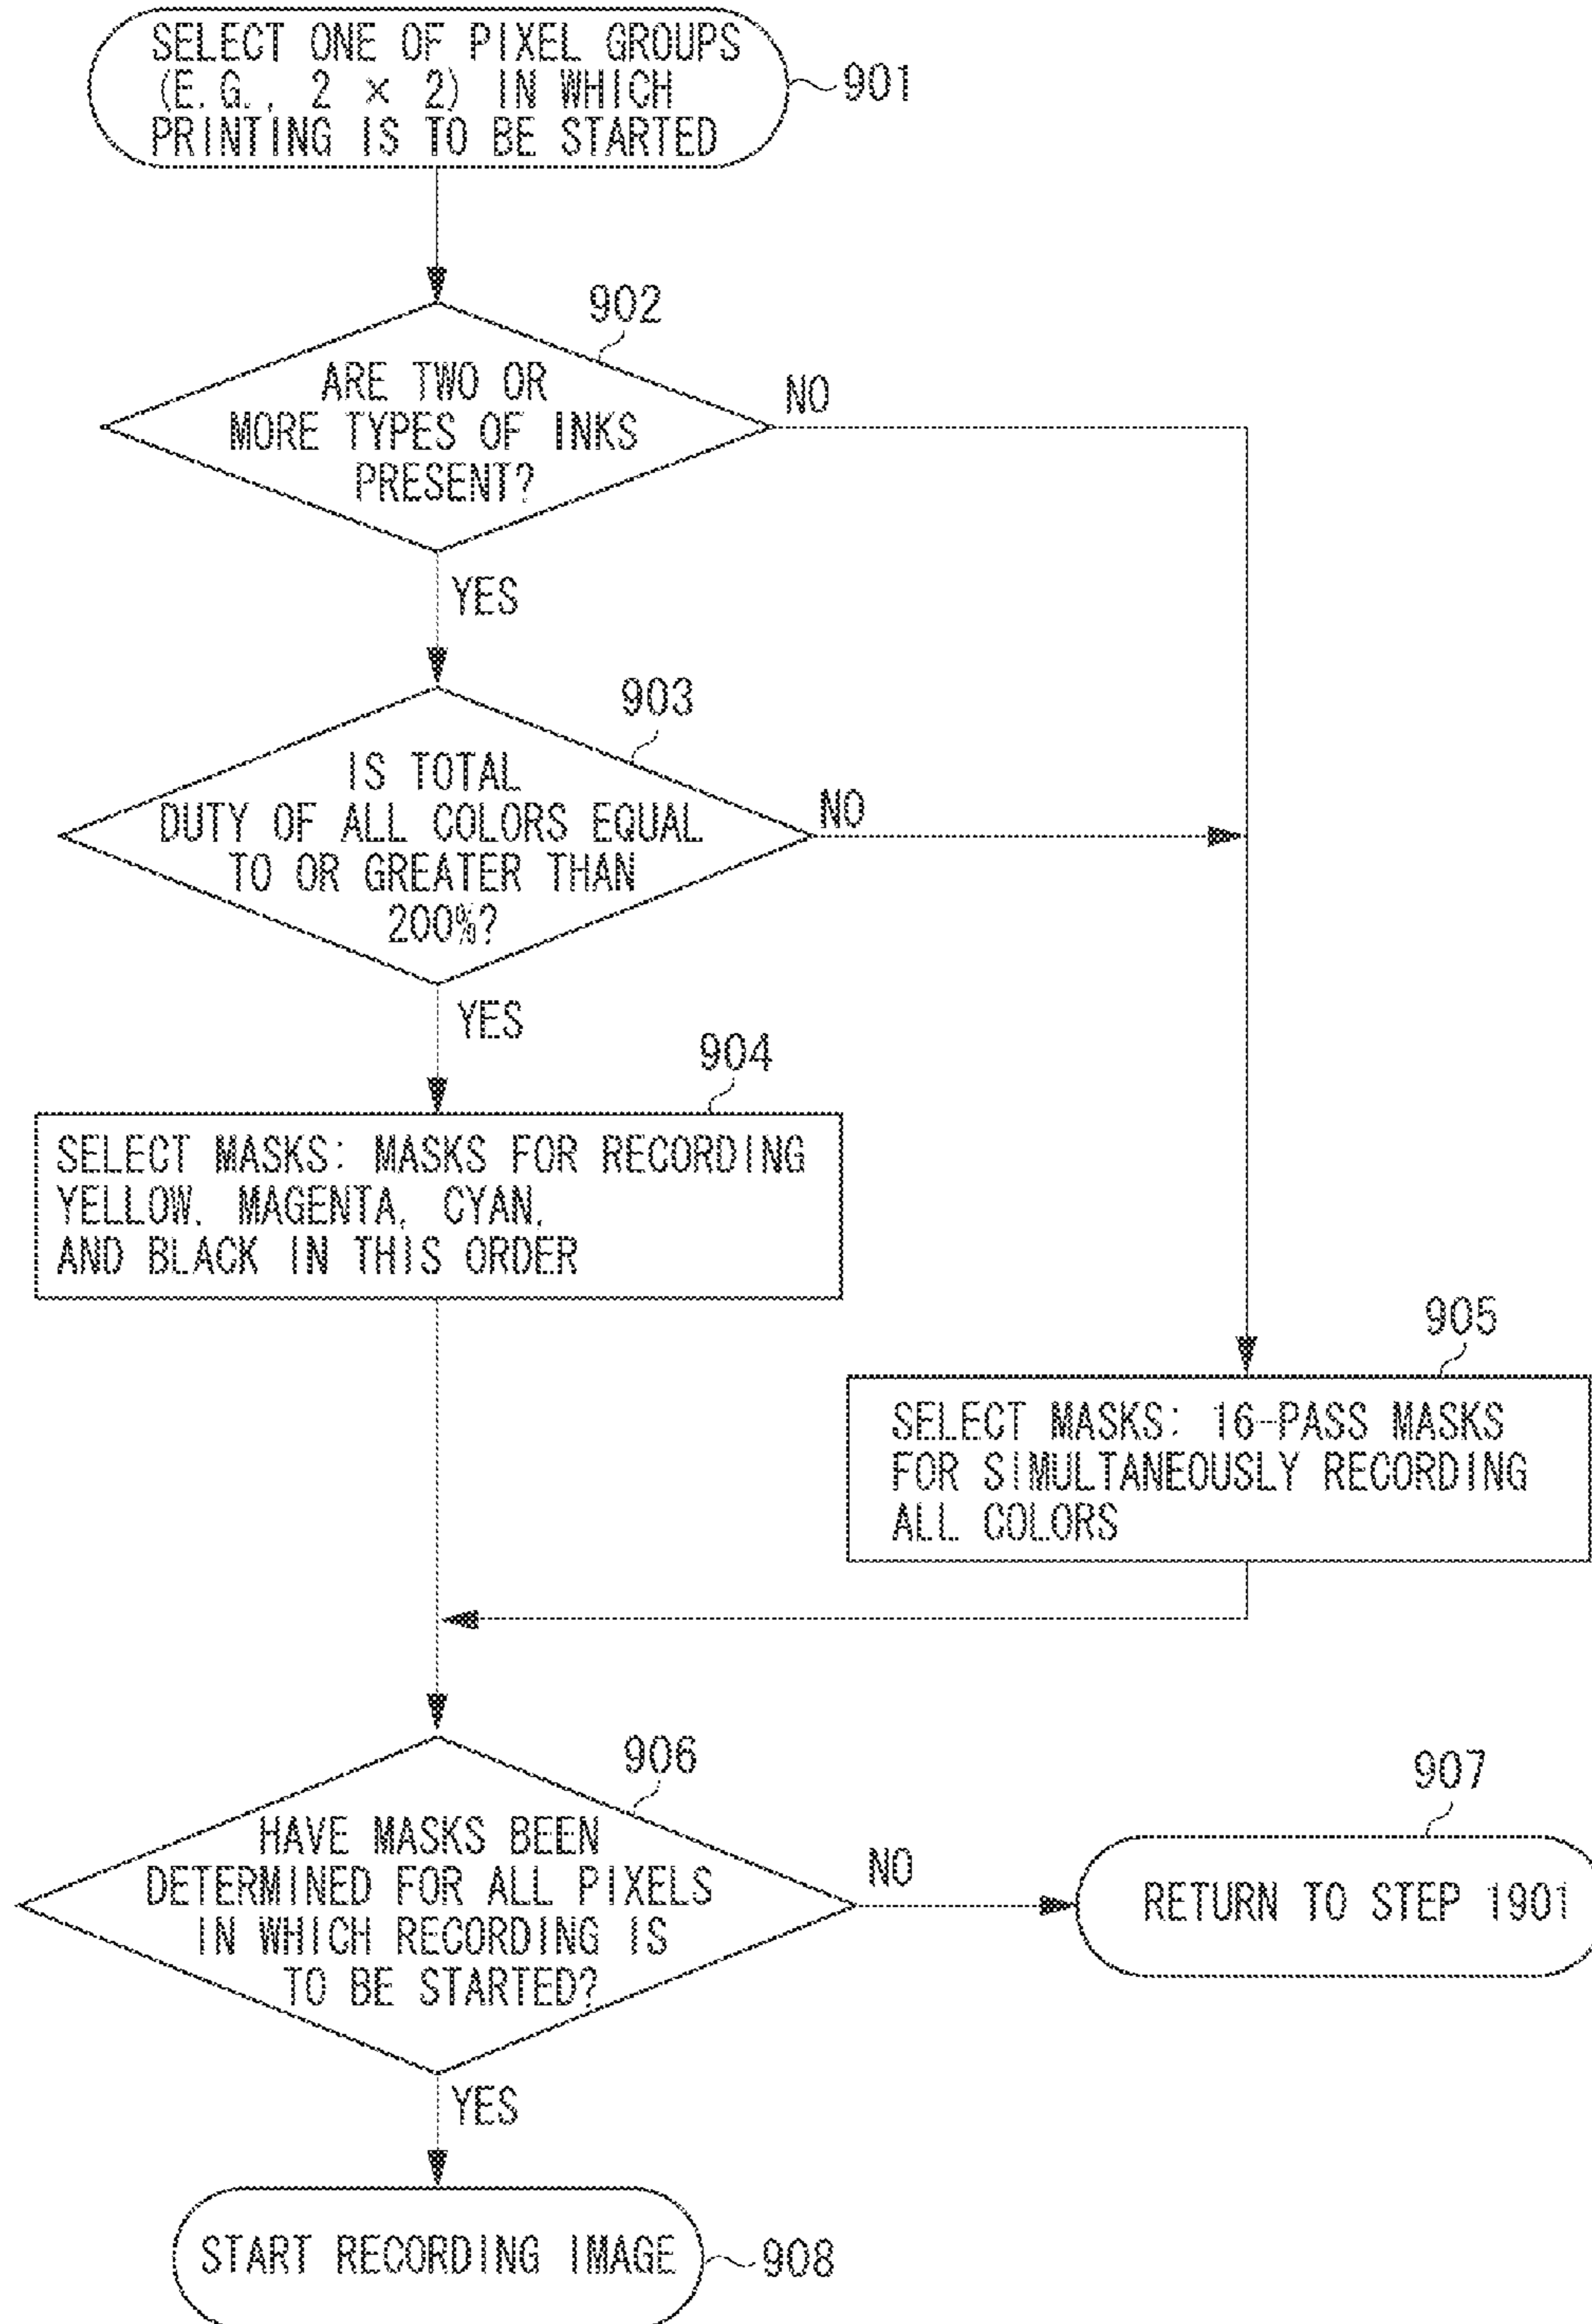 SELECT ONE OF PIXEL GROUPS
(E.G., 2 × 2) IN WHICH
PRINTING IS TO BE STARTED
901
902
ARE TWO OR
MORE TYPES OF INKS
PRESENT?
NO
YES
903
IS TOTAL
DUTY OF ALL COLORS EQUAL
TO OR GREATER THAN
200%?
NO
YES
904
SELECT MASKS: MASKS FOR RECORDING
YELLOW, MAGENTA, CYAN,
AND BLACK IN THIS ORDER
905
SELECT MASKS: 16-PASS MASKS
FOR SIMULTANEOUSLY RECORDING
ALL COLORS
906
HAVE MASKS BEEN
DETERMINED FOR ALL PIXELS
IN WHICH RECORDING IS
TO BE STARTED?
NO
907
RETURN TO STEP 1901
YES
START RECORDING IMAGE
908